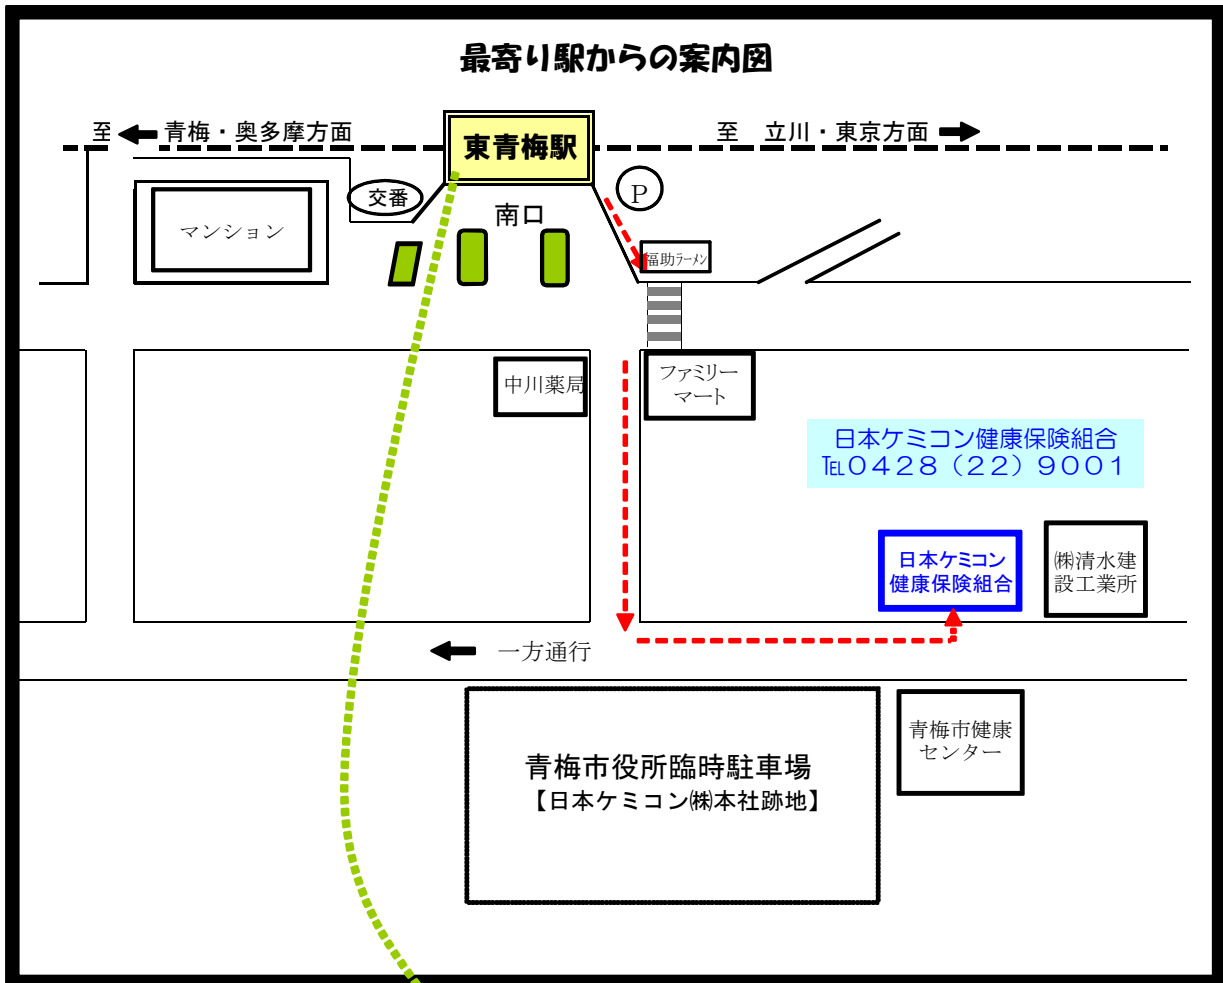 最寄り駅からの案内図
至 青梅・奥多摩方面
至 立川・東京方面
東青梅駅
交番
P
南口
マンション
福助ラーメン
中川薬局
ファミリー
マート
日本ケミコン健康保険組合
℡0428(22)9001
日本ケミコン
健康保険組合
㈱清水建
設工業所
一方通行
青梅市健康
センター
青梅市役所臨時駐車場
【日本ケミコン㈱本社跡地】